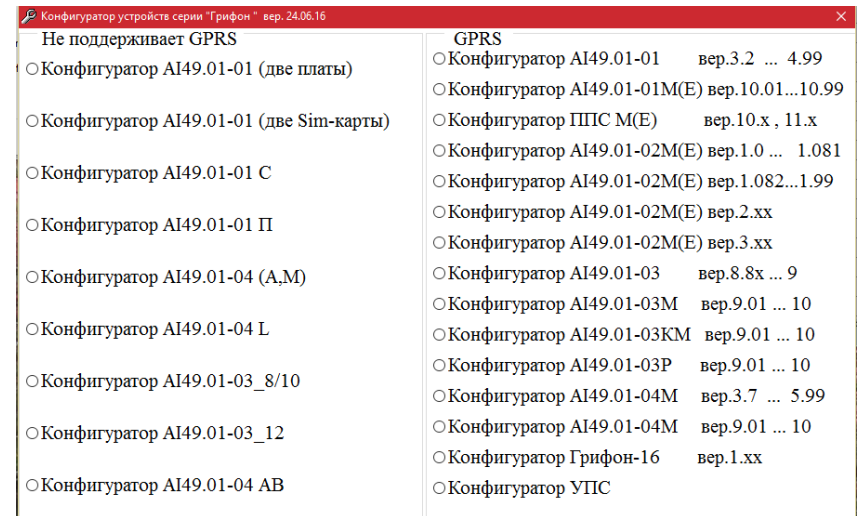 Конфигуратор устройств серии "Грифон " вер. 24.06.16
Не поддерживает GPRS
Конфигуратор AI49.01-01 (две платы)
Конфигуратор AI49.01-01 (две Sim-карты)
Конфигуратор AI49.01-01 С
Конфигуратор AI49.01-01 П
Конфигуратор AI49.01-04 (А,М)
Конфигуратор AI49.01-04 L
Конфигуратор AI49.01-03_8/10
Конфигуратор AI49.01-03_12
Конфигуратор AI49.01-04 АВ
GPRS
Конфигуратор AI49.01-01 вер.3.2 ... 4.99
Конфигуратор AI49.01-01М(Е) вер.10.01...10.99
Конфигуратор ППС М(Е) вер.10.x , 11.x
Конфигуратор AI49.01-02М(Е) вер.1.0 ... 1.081
Конфигуратор AI49.01-02М(Е) вер.1.082...1.99
Конфигуратор AI49.01-02М(Е) вер.2.xx
Конфигуратор AI49.01-02М(Е) вер.3.xx
Конфигуратор AI49.01-03 вер.8.8x ... 9
Конфигуратор AI49.01-03М вер.9.01 ... 10
Конфигуратор AI49.01-03КМ вер.9.01 ... 10
Конфигуратор AI49.01-03Р вер.9.01 ... 10
Конфигуратор AI49.01-04М вер.3.7 ... 5.99
Конфигуратор AI49.01-04М вер.9.01 ... 10
Конфигуратор Грифон-16 вер.1.xx
Конфигуратор УПС